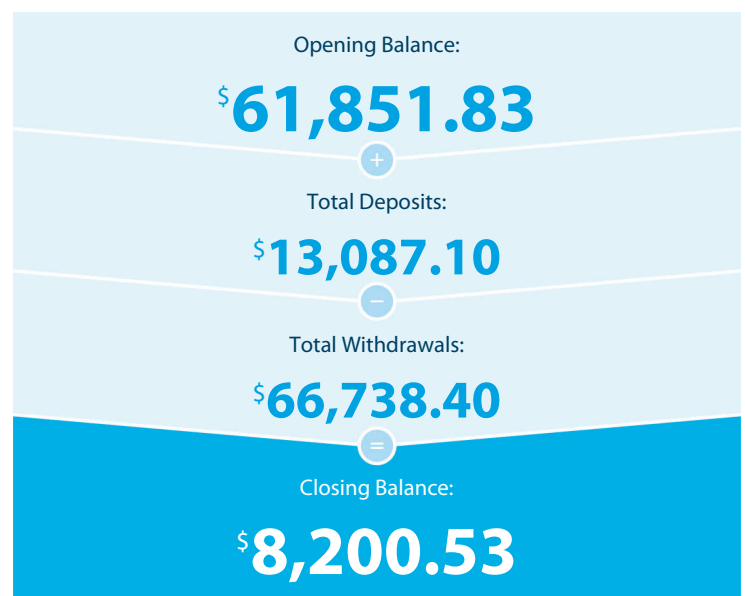 Opening Balance:
$61,851.83
+
Total Deposits:
$13,087.10
−
Total Withdrawals:
$66,738.40
=
Closing Balance:
$8,200.53